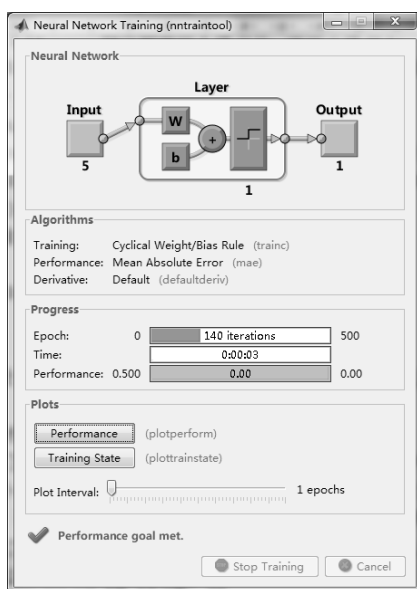 Neural Network Training (nntraintool)
Neural Network
Layer
Input
Output
W
b
+
5
1
1
Algorithms
Training: Cyclical Weight/Bias Rule (trainc)
Performance: Mean Absolute Error (mae)
Derivative: Default (defaultderiv)
Progress
Epoch: 0 140 iterations 500
Time: 0:00:03
Performance: 0.500 0.00 0.00
Plots
Performance (plotperform)
Training State (plottrainstate)
Plot Interval: 1 epochs
Performance goal met.
Stop Training Cancel